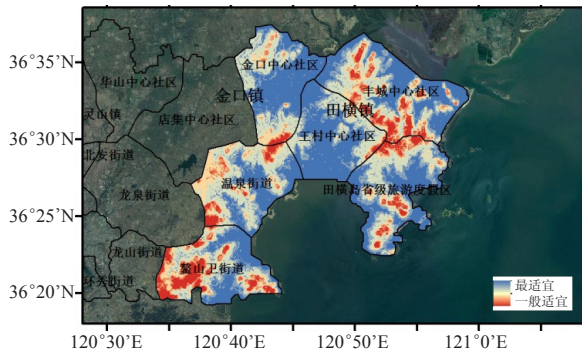 36°35′N
36°30′N
36°25′N
36°20′N
金口中心社区
华山中心社区
丰城中心社区
金口镇
灵山镇
店集中心社区
田横镇
王村中心社区
北安街道
温泉街道
龙泉街道
田横岛省级旅游度假区
龙山街道
鳌山卫街道
环秀街道
最适宜
一般适宜
120°30′E
120°40′E
120°50′E
121°0′E